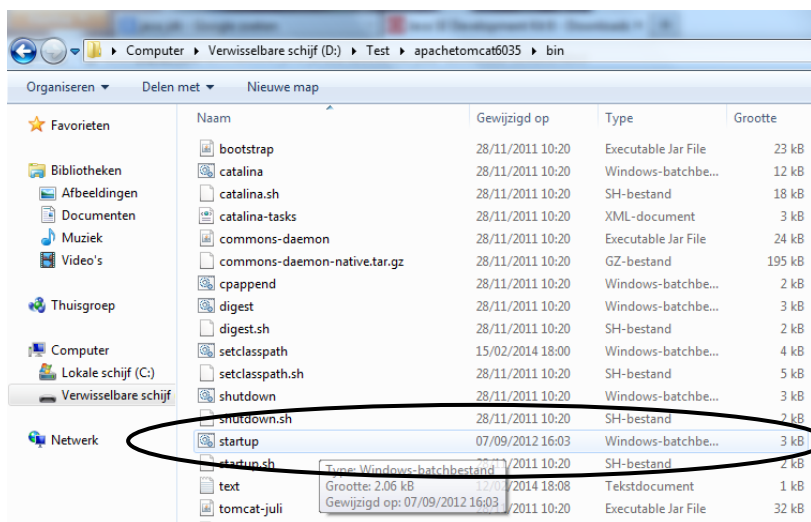 Computer ▸ Verwisselbare schijf (D:) ▸ Test ▸ apachetomcat6035 ▸ bin
Organiseren Delen met Nieuwe map
Favorieten
Bibliotheken
Afbeeldingen
Documenten
Muziek
Video's
Thuisgroep
Computer
Lokale schijf (C:)
Verwisselbare schijf
Netwerk
Naam Gewijzigd op Type Grootte
bootstrap 28/11/2011 10:20 Executable Jar File 23 kB
catalina 28/11/2011 10:20 Windows-batchbe... 12 kB
catalina.sh 28/11/2011 10:20 SH-bestand 18 kB
catalina-tasks 28/11/2011 10:20 XML-document 3 kB
commons-daemon 28/11/2011 10:20 Executable Jar File 24 kB
commons-daemon-native.tar.gz 28/11/2011 10:20 GZ-bestand 195 kB
cpappend 28/11/2011 10:20 Windows-batchbe... 2 kB
digest 28/11/2011 10:20 Windows-batchbe... 3 kB
digest.sh 28/11/2011 10:20 SH-bestand 2 kB
setclasspath 15/02/2014 18:00 Windows-batchbe... 4 kB
setclasspath.sh 28/11/2011 10:20 SH-bestand 5 kB
shutdown 28/11/2011 10:20 Windows-batchbe... 3 kB
shutdown.sh 28/11/2011 10:20 SH-bestand 2 kB
startup 07/09/2012 16:03 Windows-batchbe... 3 kB
startup.sh 10:20 SH-bestand 2 kB
Type: Windows-batchbestand
text 18:08 Tekstdocument 1 kB
Grootte: 2.06 kB
tomcat-juli 10:20 Executable Jar File 32 kB
Gewijzigd op: 07/09/2012 16:03